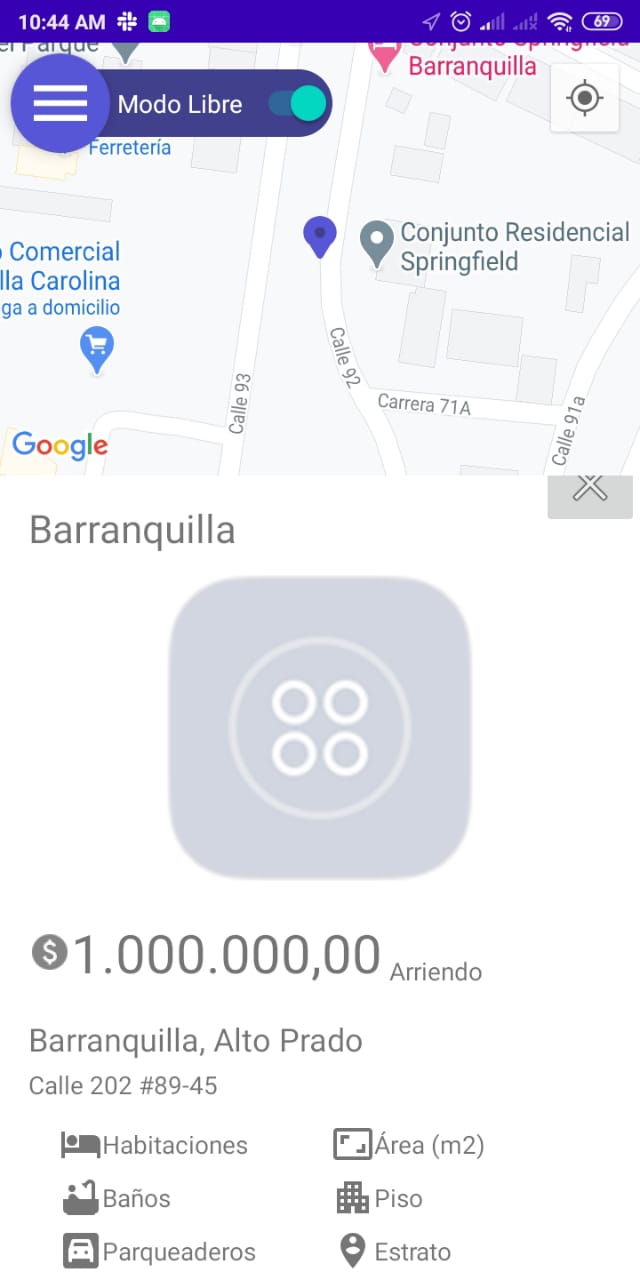 10:44 AM
69
el Parque
Conjunto Springfield
Barranquilla
Modo Libre
Ferretería
Conjunto Residencial
Springfield
Comercial
lla Carolina
ga a domicilio
Calle 92
Calle 93
Carrera 71A
Calle 91a
Google
Barranquilla
1.000.000,00 Arriendo
Barranquilla, Alto Prado
Calle 202 #89-45
Habitaciones
Área (m2)
Baños
Piso
Parqueaderos
Estrato